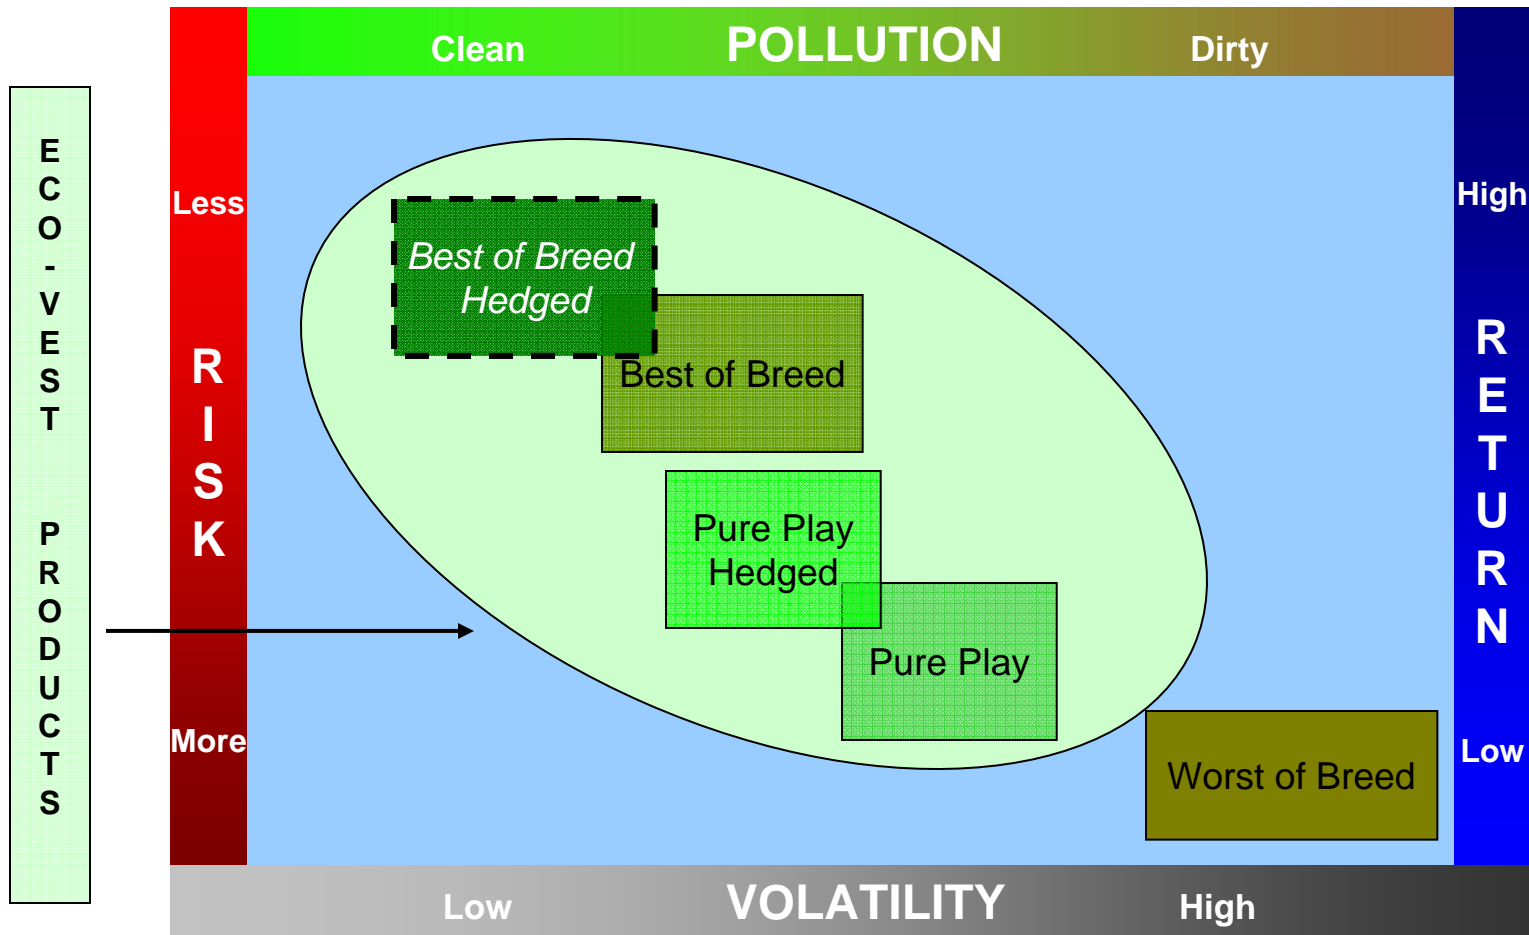 Clean POLLUTION Dirty
ECO-VEST PRODUCTS
Less
RISK
More
High
RETURN
Low
Best of Breed
Hedged
Best of Breed
Pure Play
Hedged
Pure Play
Worst of Breed
Low VOLATILITY High